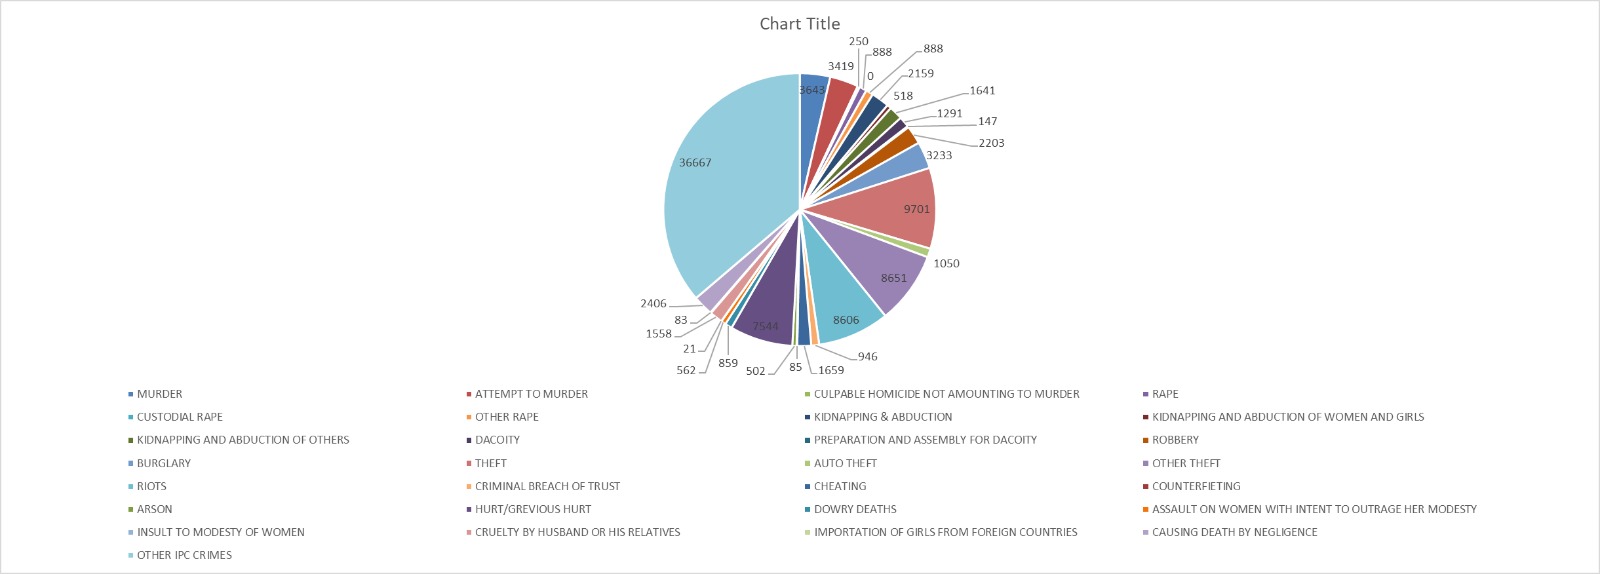 Chart Title
250
888
888
3419
0
2159
518
1641
3643
1291
147
2203
3233
36667
9701
1050
8651
2406
83
8606
7544
1558
21
946
562
859
502
85
1659
MURDER
ATTEMPT TO MURDER
CULPABLE HOMICIDE NOT AMOUNTING TO MURDER
RAPE
CUSTODIAL RAPE
OTHER RAPE
KIDNAPPING & ABDUCTION
KIDNAPPING AND ABDUCTION OF WOMEN AND GIRLS
KIDNAPPING AND ABDUCTION OF OTHERS
DACOITY
PREPARATION AND ASSEMBLY FOR DACOITY
ROBBERY
BURGLARY
THEFT
AUTO THEFT
OTHER THEFT
RIOTS
CRIMINAL BREACH OF TRUST
CHEATING
COUNTERFIETING
ARSON
HURT/GREVIOUS HURT
DOWRY DEATHS
ASSAULT ON WOMEN WITH INTENT TO OUTRAGE HER MODESTY
INSULT TO MODESTY OF WOMEN
CRUELTY BY HUSBAND OR HIS RELATIVES
IMPORTATION OF GIRLS FROM FOREIGN COUNTRIES
CAUSING DEATH BY NEGLIGENCE
OTHER IPC CRIMES